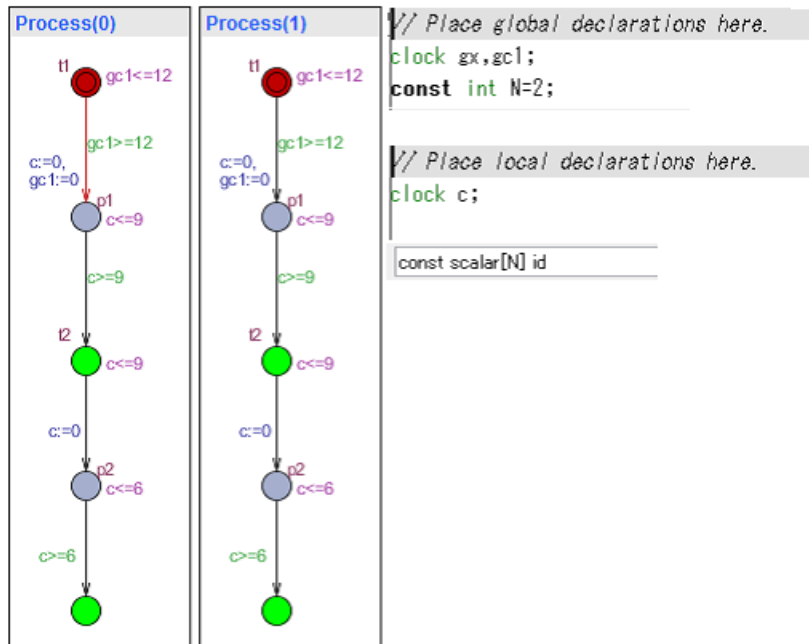 Process(0)
t1
gc1<=12
gc1>=12
c:=0,
gc1:=0
p1
c<=9
c>=9
t2
c<=9
c:=0
p2
c<=6
c>=6
Process(1)
t1
gc1<=12
gc1>=12
c:=0,
gc1:=0
p1
c<=9
c>=9
t2
c<=9
c:=0
p2
c<=6
c>=6
// Place global declarations here.
clock gx,gc1;
const int N=2;
// Place local declarations here.
clock c;
const scalar[N] id